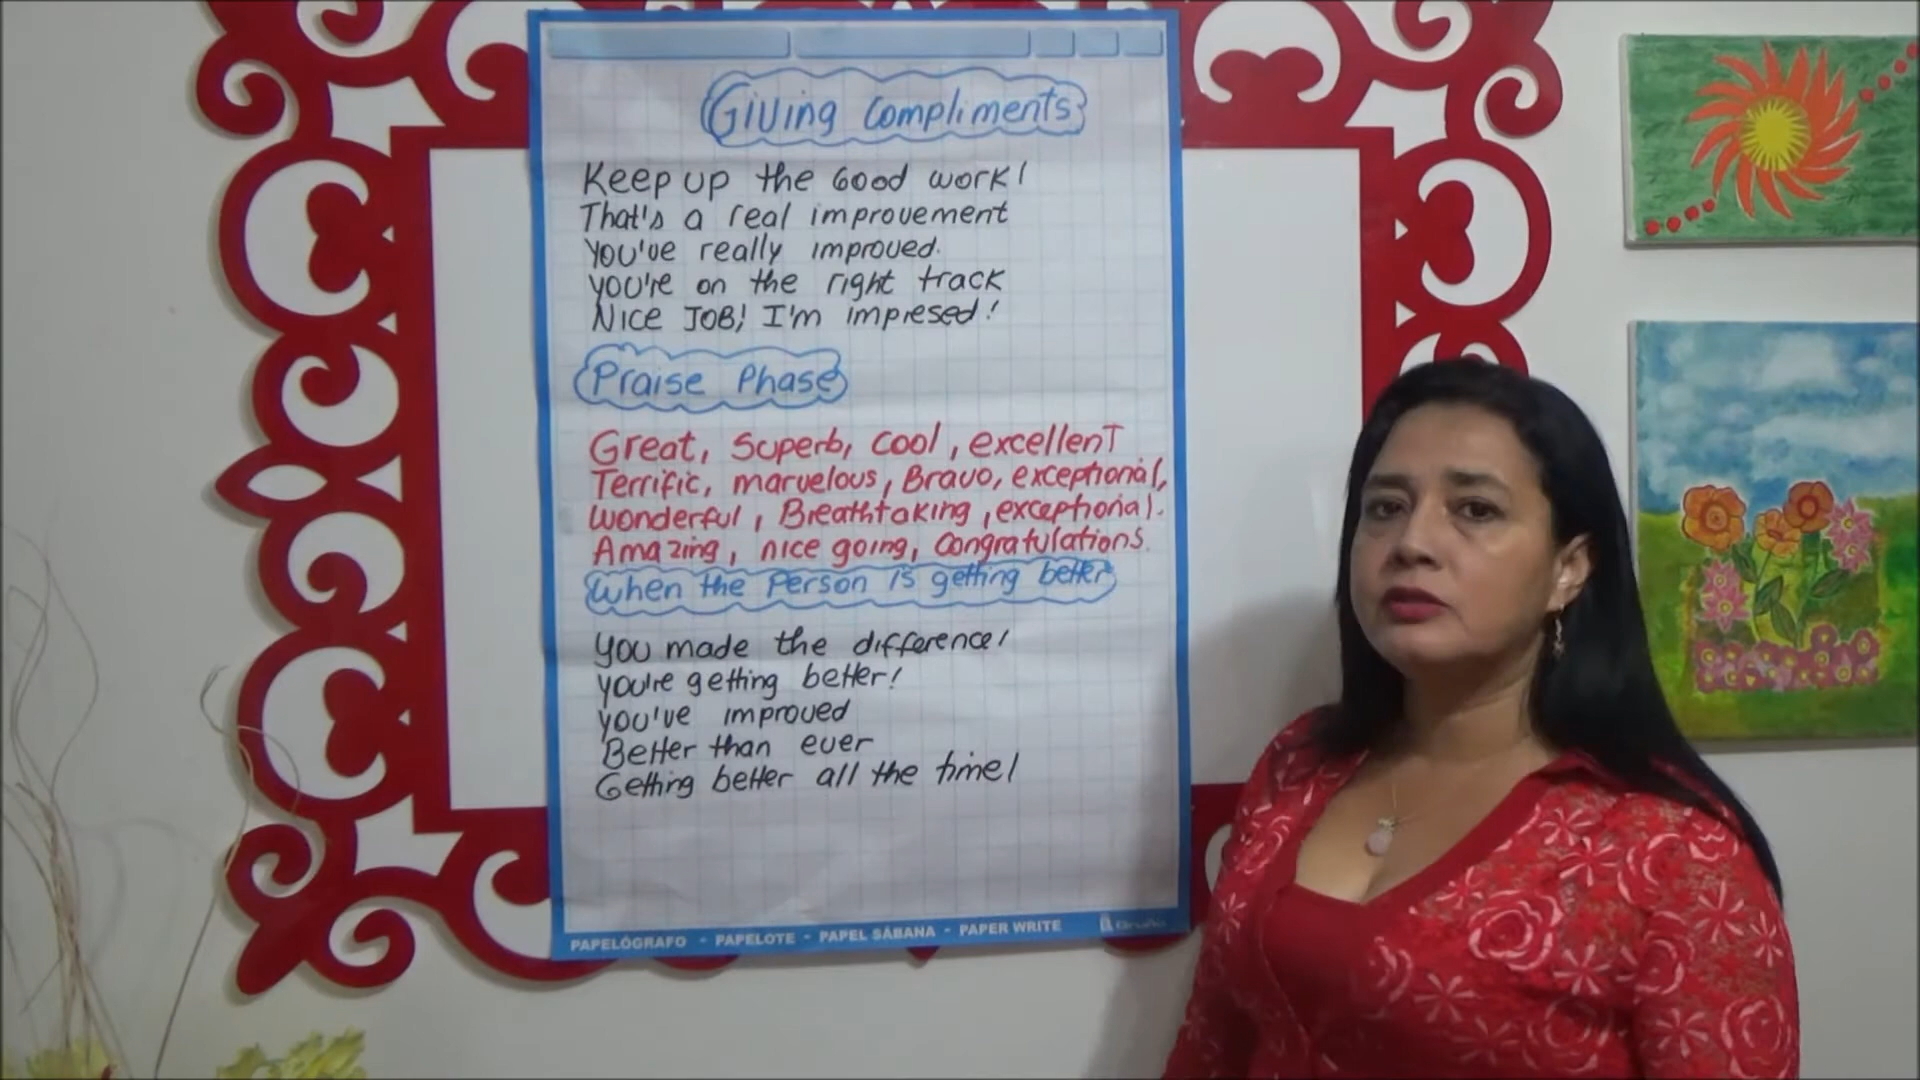 Giving Compliments
Keep up the Good work!
That's a real improvement
You've really improved.
You're on the right track
Nice JOB! I'm impresed!
Praise Phase
Great, Superb, Cool, excellent
Terrific, marvelous, Bravo, exceptional,
Wonderful, Breathtaking, exceptional.
Amazing, nice going, Congratulations.
When the Person is getting better
You made the difference!
You're getting better!
You've improved
Better than ever
Getting better all the time!
PAPELÓGRAFO - PAPELOTE - PAPEL SÁBANA - PAPER WRITE